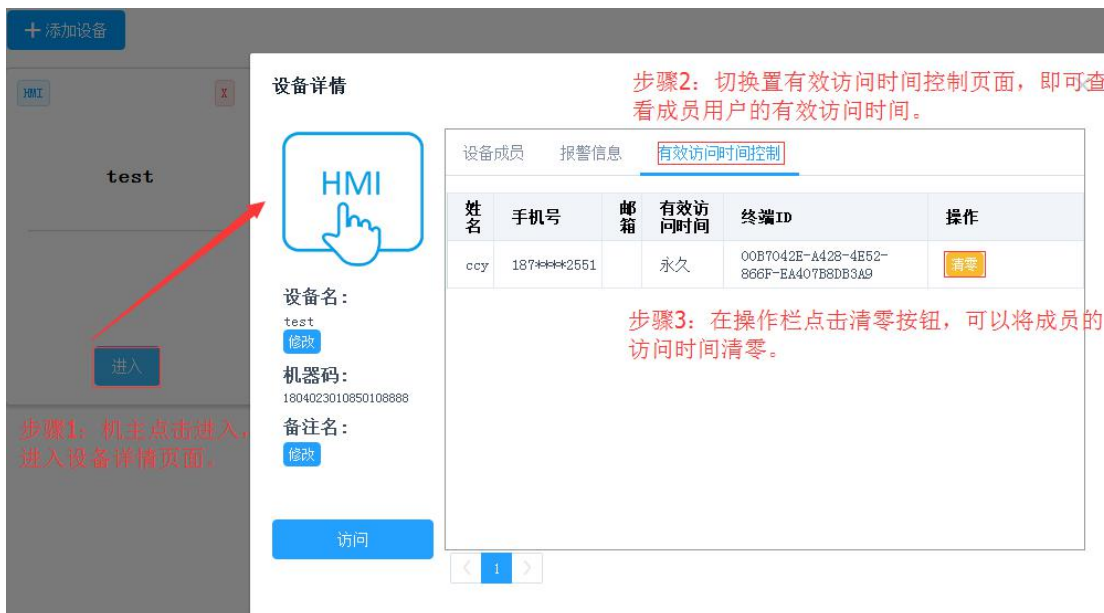 添加设备
HMI
X
test
进入
步骤1：机主点击进入，
进入设备详情页面。
设备详情
步骤2：切换置有效访问时间控制页面，即可查
看成员用户的有效访问时间。
HMI
设备名：
test
修改
机器码：
1804023010850108888
备注名：
修改
访问
设备成员 报警信息 有效访问时间控制
姓名 手机号 邮箱 有效访问时间 终端ID 操作
ccy 187****2551 永久 00B7042E-A428-4E52-866F-EA407B8DB3A9 清零
步骤3：在操作栏点击清零按钮，可以将成员的
访问时间清零。
1